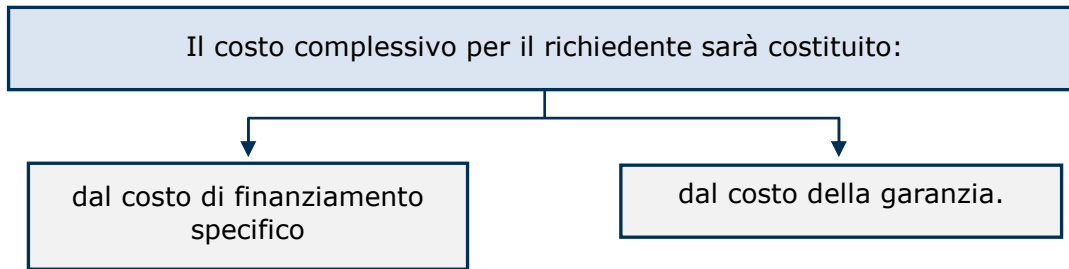 Il costo complessivo per il richiedente sarà costituito:
dal costo di finanziamento
specifico
dal costo della garanzia.